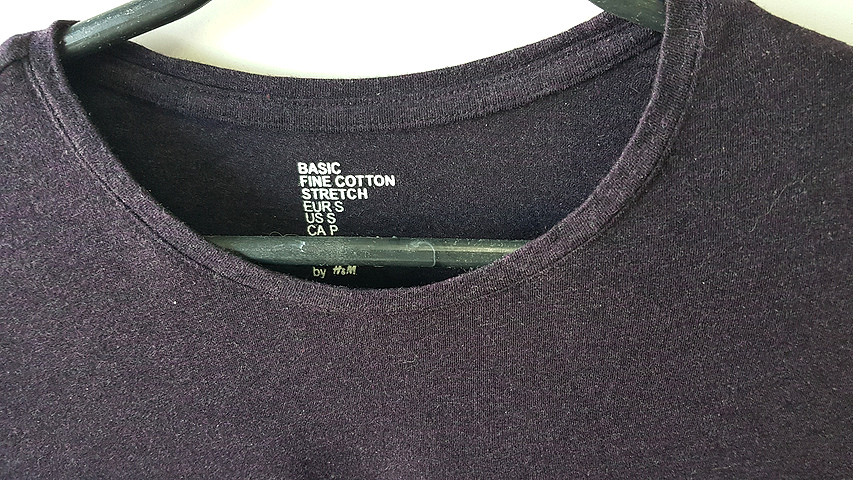 BASIC
FINE COTTON
STRETCH
EUR S
US S
CA P
by H&M